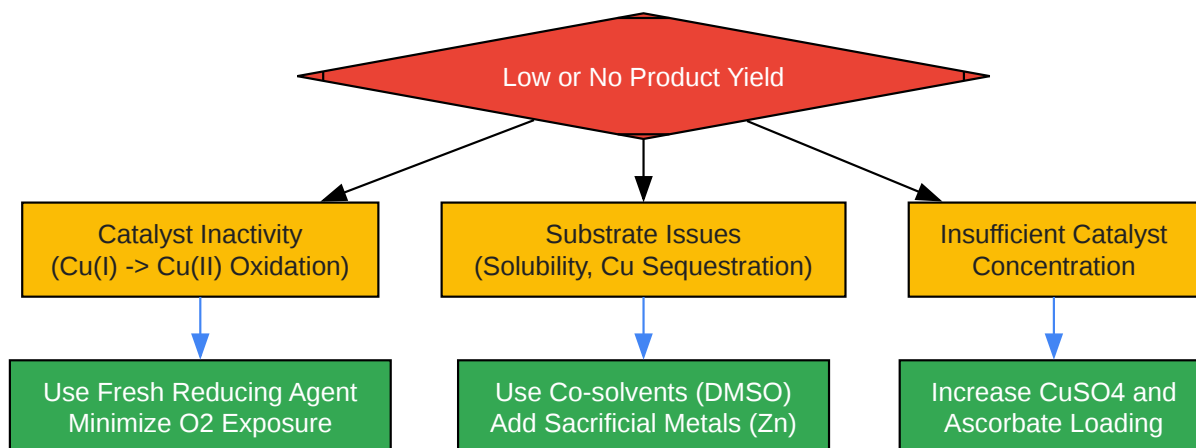 Low or No Product Yield
Catalyst Inactivity
(Cu(I) -> Cu(II) Oxidation)
Substrate Issues
(Solubility, Cu Sequestration)
Insufficient Catalyst
Concentration
Use Fresh Reducing Agent
Minimize O2 Exposure
Use Co-solvents (DMSO)
Add Sacrificial Metals (Zn)
Increase CuSO4 and
Ascorbate Loading